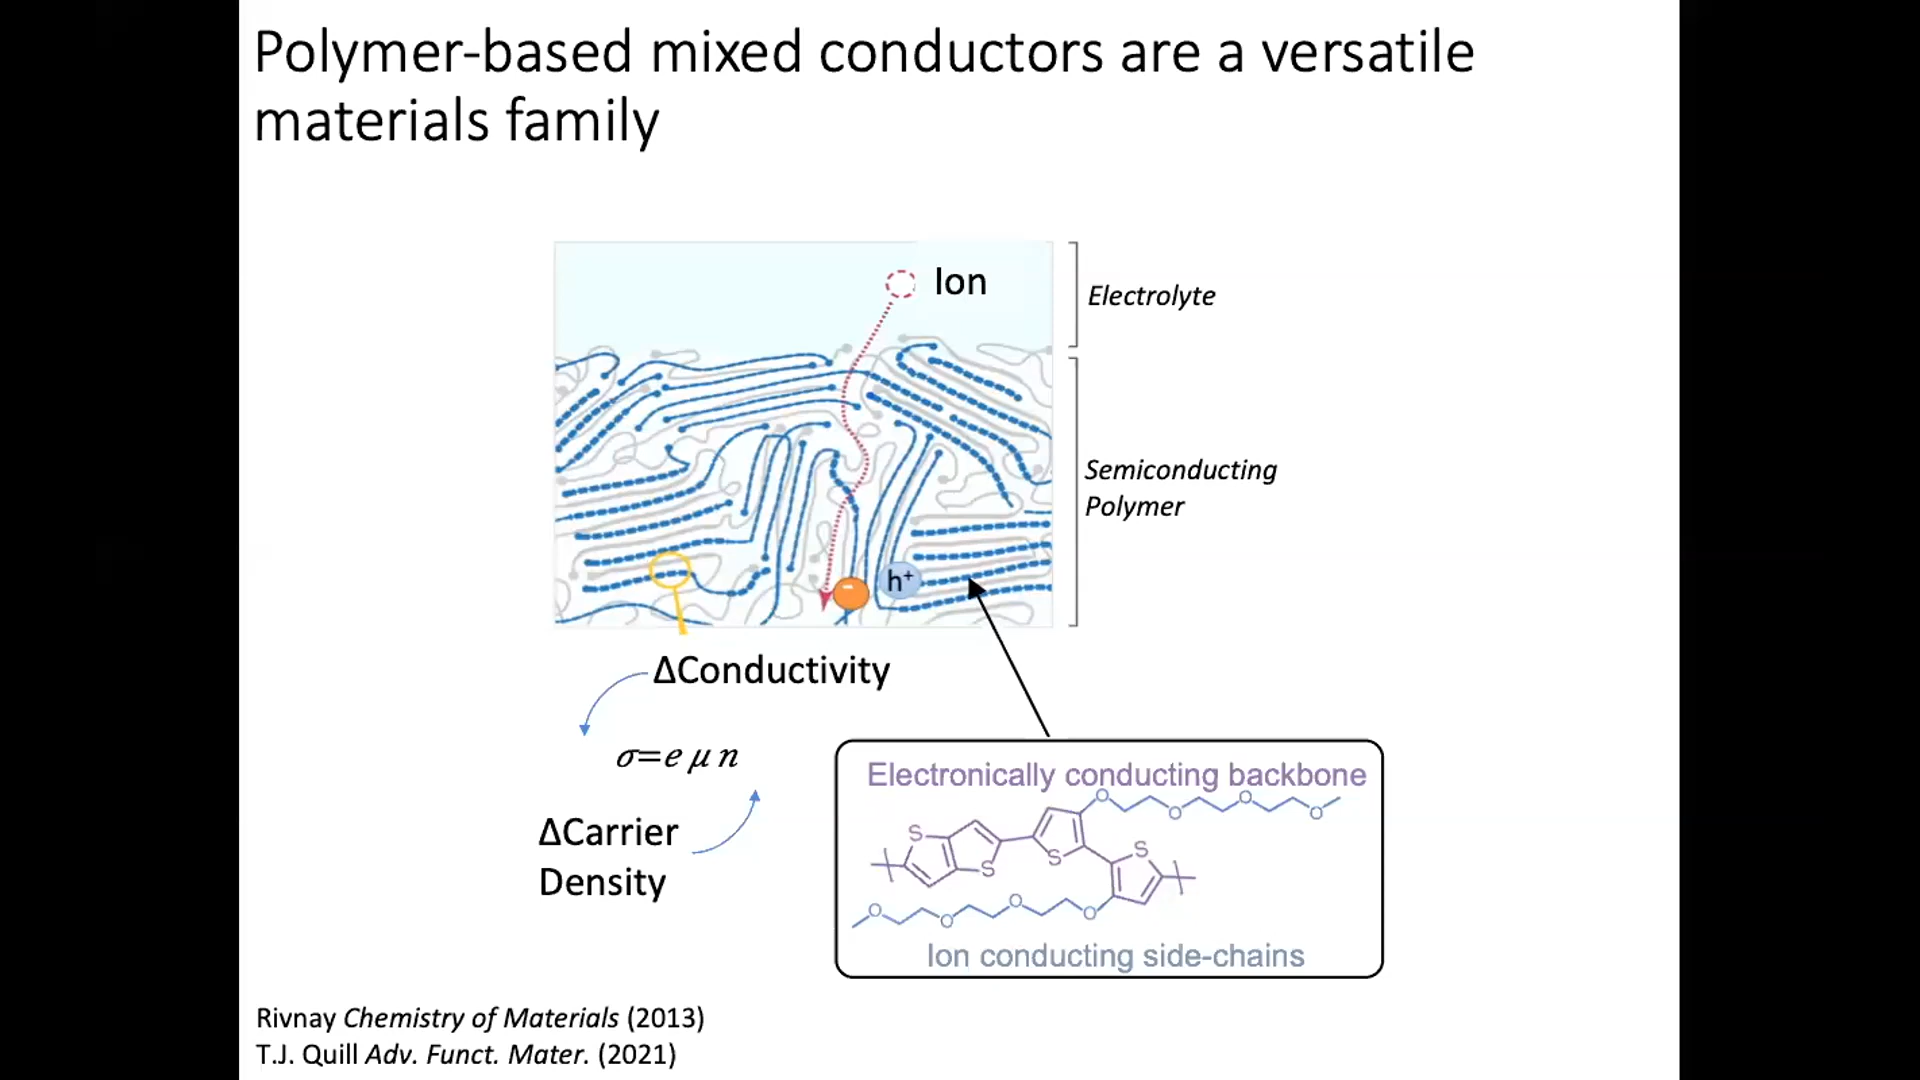 Polymer-based mixed conductors are a versatile
materials family
Ion
Electrolyte
Semiconducting
Polymer
-
h⁺
ΔConductivity
σ=e μ n
ΔCarrier
Density
Electronically conducting backbone
O
O
O
O
S
S
S
S
O
O
O
O
Ion conducting side-chains
Rivnay Chemistry of Materials (2013)
T.J. Quill Adv. Funct. Mater. (2021)